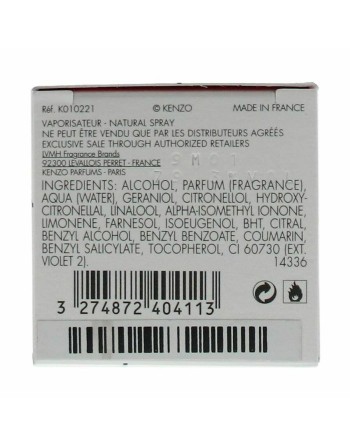 Réf. K010221 © KENZO MADE IN FRANCE
VAPORISATEUR - NATURAL SPRAY
NE PEUT ÊTRE VENDU QUE PAR LES DISTRIBUTEURS AGRÉÉS
EXCLUSIVE SALE THROUGH AUTHORIZED RETAILERS
LVMH Fragrance Brands
92300 LEVALLOIS PERRET - FRANCE
KENZO PARFUMS - PARIS
INGREDIENTS: ALCOHOL, PARFUM (FRAGRANCE),
AQUA (WATER), GERANIOL, CITRONELLOL, HYDROXY-
CITRONELLAL, LINALOOL, ALPHA-ISOMETHYL IONONE,
LIMONENE, FARNESOL, ISOEUGENOL, BHT, CITRAL,
BENZYL ALCOHOL, BENZYL BENZOATE, COUMARIN,
BENZYL SALICYLATE, TOCOPHEROL, CI 60730 (EXT.
VIOLET 2). 14336
3 274872 404113